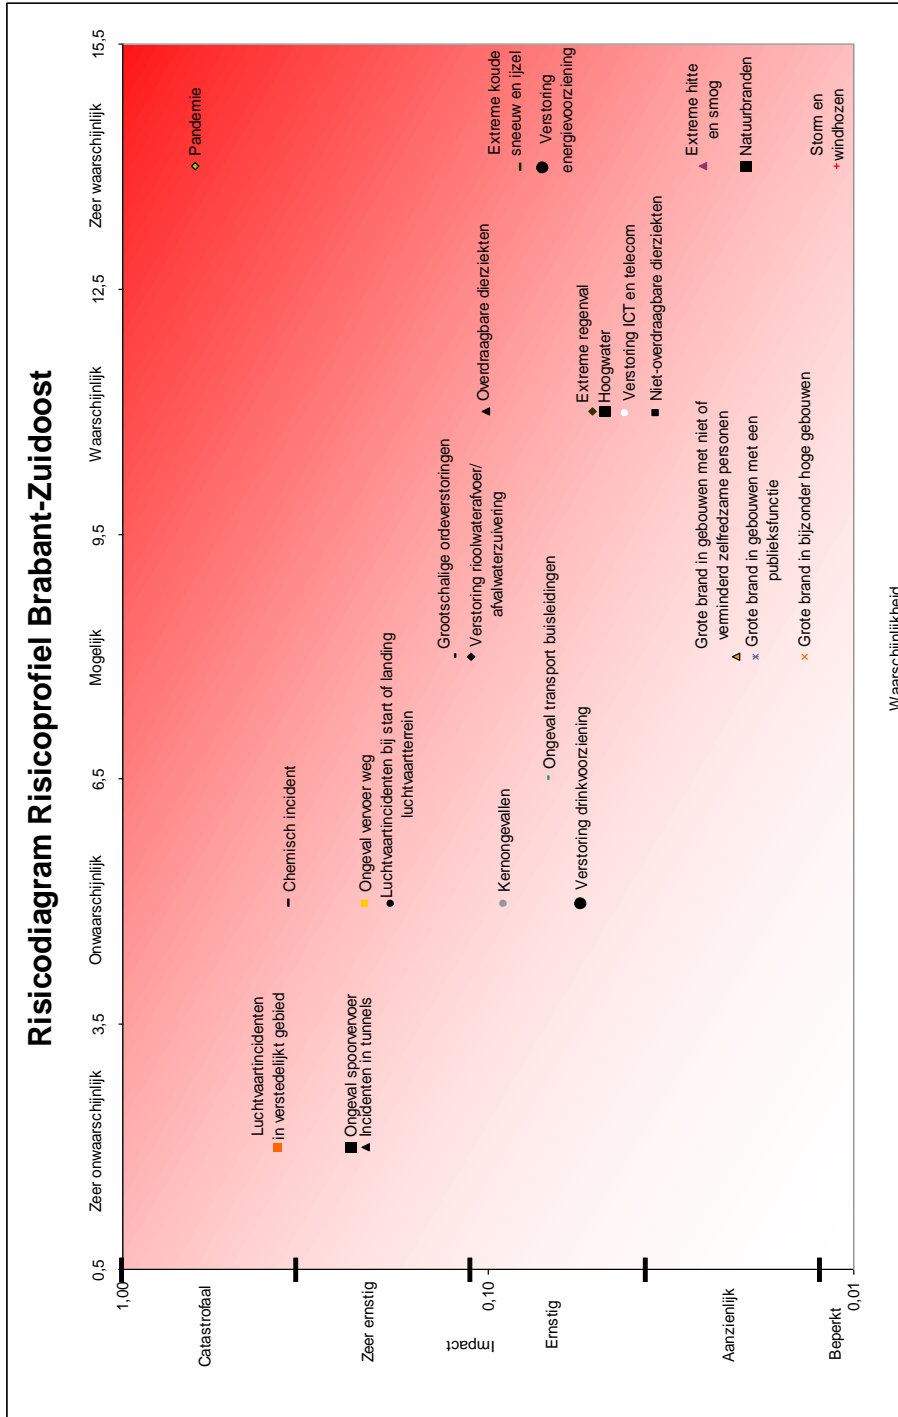 Risicodiagram Risicoprofiel Brabant-Zuidoost
1,00
0,10
0,01
Catastrofaal
Zeer ernstig
Impact
Ernstig
Aanzienlijk
Beperkt
Luchtvaartincidenten
in verstedelijkt gebied
Ongeval spoorvervoer
Incidenten in tunnels
Chemisch incident
Ongeval vervoer weg
Luchtvaartincidenten bij start of landing
luchtvaartterrein
Kernongevallen
Verstoring drinkvoorziening
Ongeval transport buisleidingen
Grootschalige ordeverstoringen
Verstoring rioolwaterafvoer/
afvalwaterzuivering
Grote brand in gebouwen met niet of
verminderd zelfredzame personen
Grote brand in gebouwen met een
publieksfunctie
Grote brand in bijzonder hoge gebouwen
Overdraagbare dierziekten
Extreme regenval
Hoogwater
Verstoring ICT en telecom
Niet-overdraagbare dierziekten
Pandemie
Extreme koude
sneeuw en ijzel
Verstoring
energievoorziening
Extreme hitte
en smog
Natuurbranden
Storm en
windhozen
0,5
Zeer onwaarschijnlijk
3,5
Onwaarschijnlijk
6,5
Mogelijk
9,5
Waarschijnlijk
12,5
Zeer waarschijnlijk
15,5
Waarschijnlijkheid